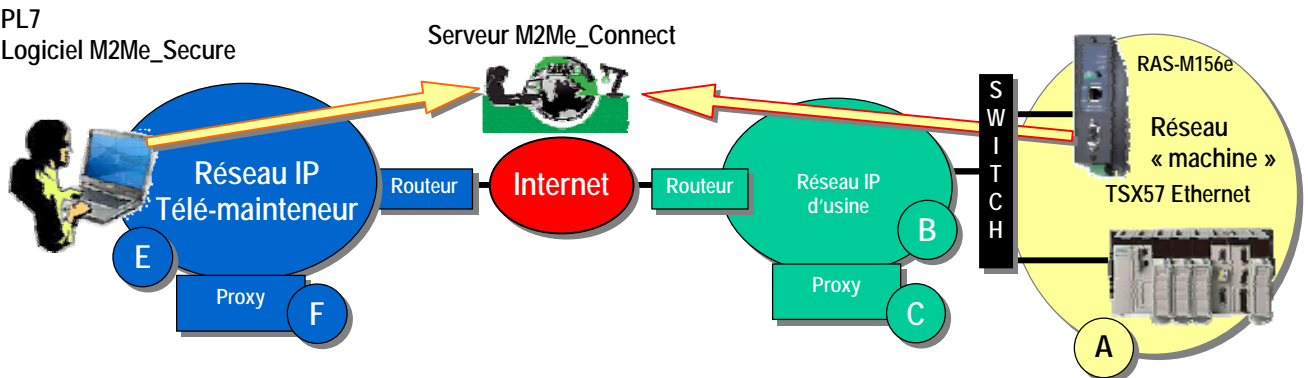 PL7
Logiciel M2Me_Secure
Serveur M2Me_Connect
RAS-M156e
Réseau
« machine »
TSX57 Ethernet
SWITCH
Réseau IP
Télé-mainteneur
Routeur
Internet
Routeur
Réseau IP
d'usine
B
E
Proxy
F
Proxy
C
A